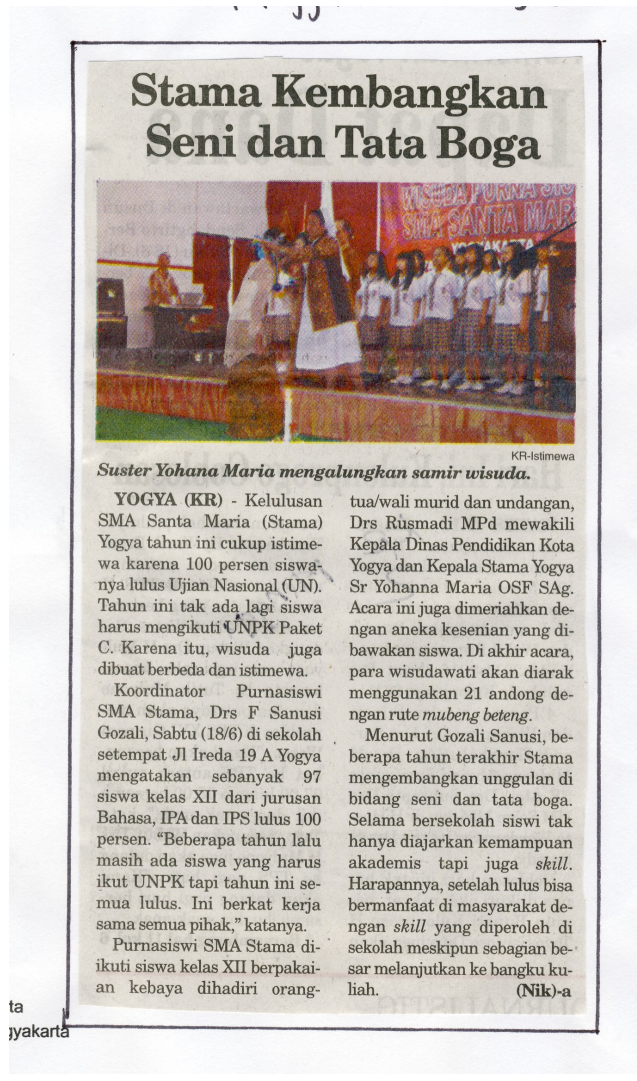 Stama Kembangkan
Seni dan Tata Boga
WISUDA PURNA SIS
SMA SANTA MAR
KR-Istimewa
Suster Yohana Maria mengalungkan samir wisuda.
YOGYA (KR) - Kelulusan
SMA Santa Maria (Stama)
Yogya tahun ini cukup istime-
wa karena 100 persen siswa-
nya lulus Ujian Nasional (UN).
Tahun ini tak ada lagi siswa
harus mengikuti UNPK Paket
C. Karena itu, wisuda juga
dibuat berbeda dan istimewa.
Koordinator Purnasiswi
SMA Stama, Drs F Sanusi
Gozali, Sabtu (18/6) di sekolah
setempat Jl Ireda 19 A Yogya
mengatakan sebanyak 97
siswa kelas XII dari jurusan
Bahasa, IPA dan IPS lulus 100
persen. “Beberapa tahun lalu
masih ada siswa yang harus
ikut UNPK tapi tahun ini se-
mua lulus. Ini berkat kerja
sama semua pihak,” katanya.
Purnasiswi SMA Stama di-
ikuti siswa kelas XII berpakai-
an kebaya dihadiri orang-
tua/wali murid dan undangan,
Drs Rusmadi MPd mewakili
Kepala Dinas Pendidikan Kota
Yogya dan Kepala Stama Yogya
Sr Yohanna Maria OSF SAg.
Acara ini juga dimeriahkan de-
ngan aneka kesenian yang di-
bawakan siswa. Di akhir acara,
para wisudawati akan diarak
menggunakan 21 andong de-
ngan rute mubeng beteng.
Menurut Gozali Sanusi, be-
berapa tahun terakhir Stama
mengembangkan unggulan di
bidang seni dan tata boga.
Selama bersekolah siswi tak
hanya diajarkan kemampuan
akademis tapi juga skill.
Harapannya, setelah lulus bisa
bermanfaat di masyarakat de-
ngan skill yang diperoleh di
sekolah meskipun sebagian be-
sar melanjutkan ke bangku ku-
liah. (Nik)-a
ta
gyakarta